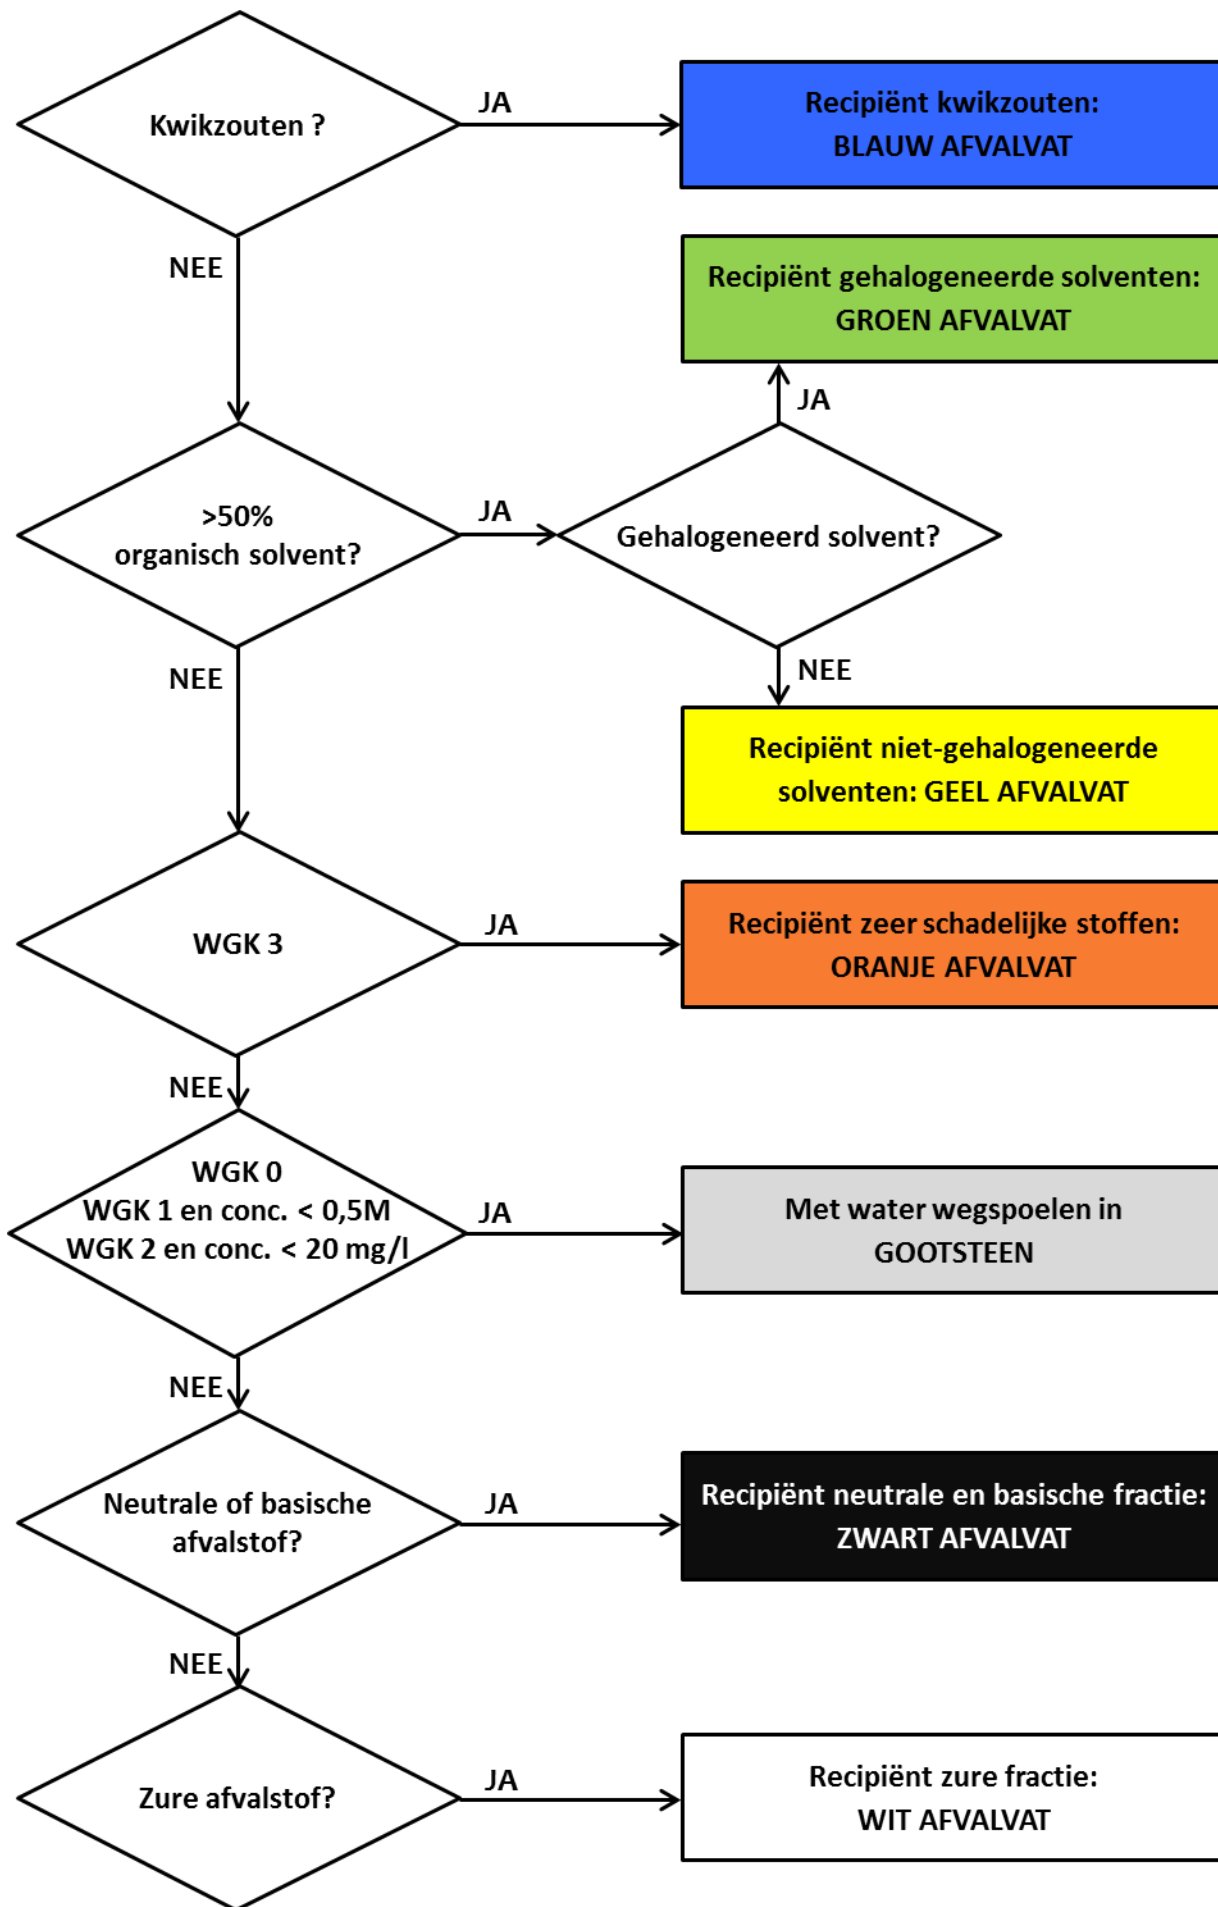 Kwikzouten ?
JA
Recipiënt kwikzouten:
BLAUW AFVALVAT
NEE
Recipiënt gehalogeneerde solventen:
GROEN AFVALVAT
JA
>50%
organisch solvent?
JA
Gehalogeneerd solvent?
NEE
NEE
Recipiënt niet-gehalogeneerde
solventen: GEEL AFVALVAT
WGK 3
JA
Recipiënt zeer schadelijke stoffen:
ORANJE AFVALVAT
NEE
WGK 0
WGK 1 en conc. < 0,5M
WGK 2 en conc. < 20 mg/l
JA
Met water wegspoelen in
GOOTSTEEN
NEE
Neutrale of basische
afvalstof?
JA
Recipiënt neutrale en basische fractie:
ZWART AFVALVAT
NEE
Zure afvalstof?
JA
Recipiënt zure fractie:
WIT AFVALVAT